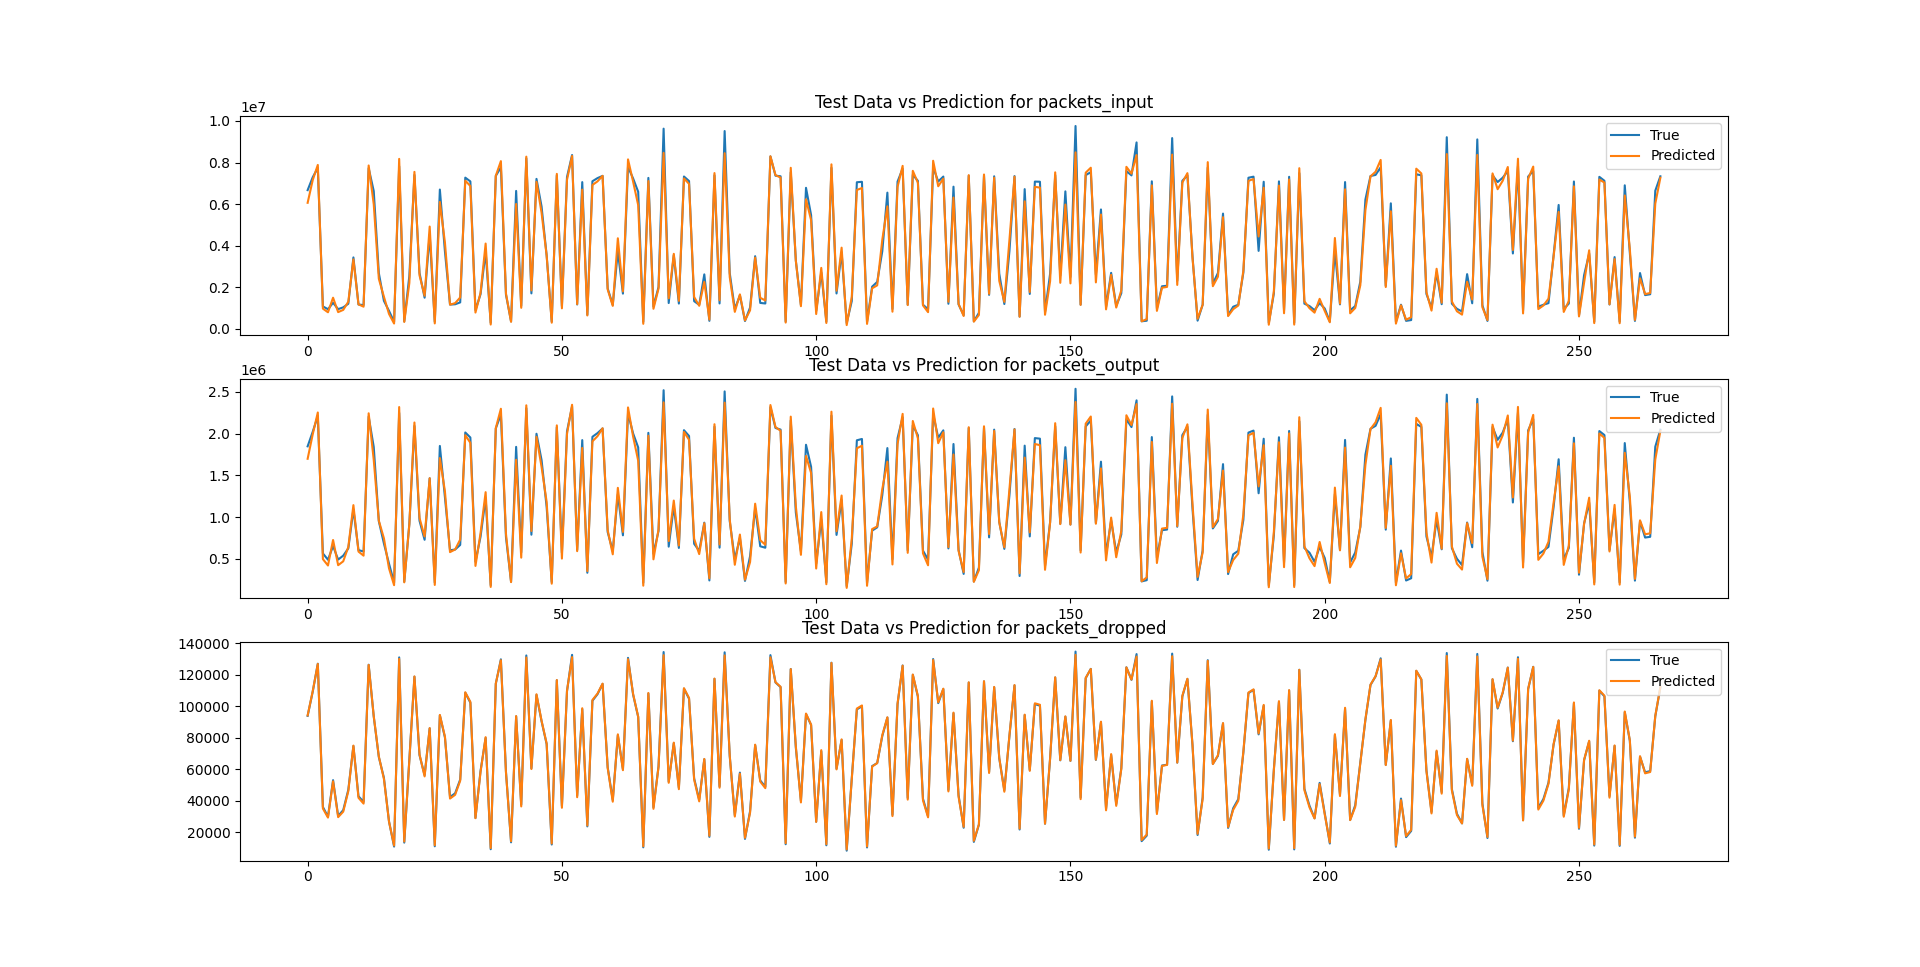 Test Data vs Prediction for packets_input
1e7
1.0
0.8
0.6
0.4
0.2
0.0
True
Predicted
0 50 100 150 200 250
Test Data vs Prediction for packets_output
1e6
2.5
2.0
1.5
1.0
0.5
True
Predicted
0 50 100 150 200 250
Test Data vs Prediction for packets_dropped
140000
120000
100000
80000
60000
40000
20000
True
Predicted
0 50 100 150 200 250